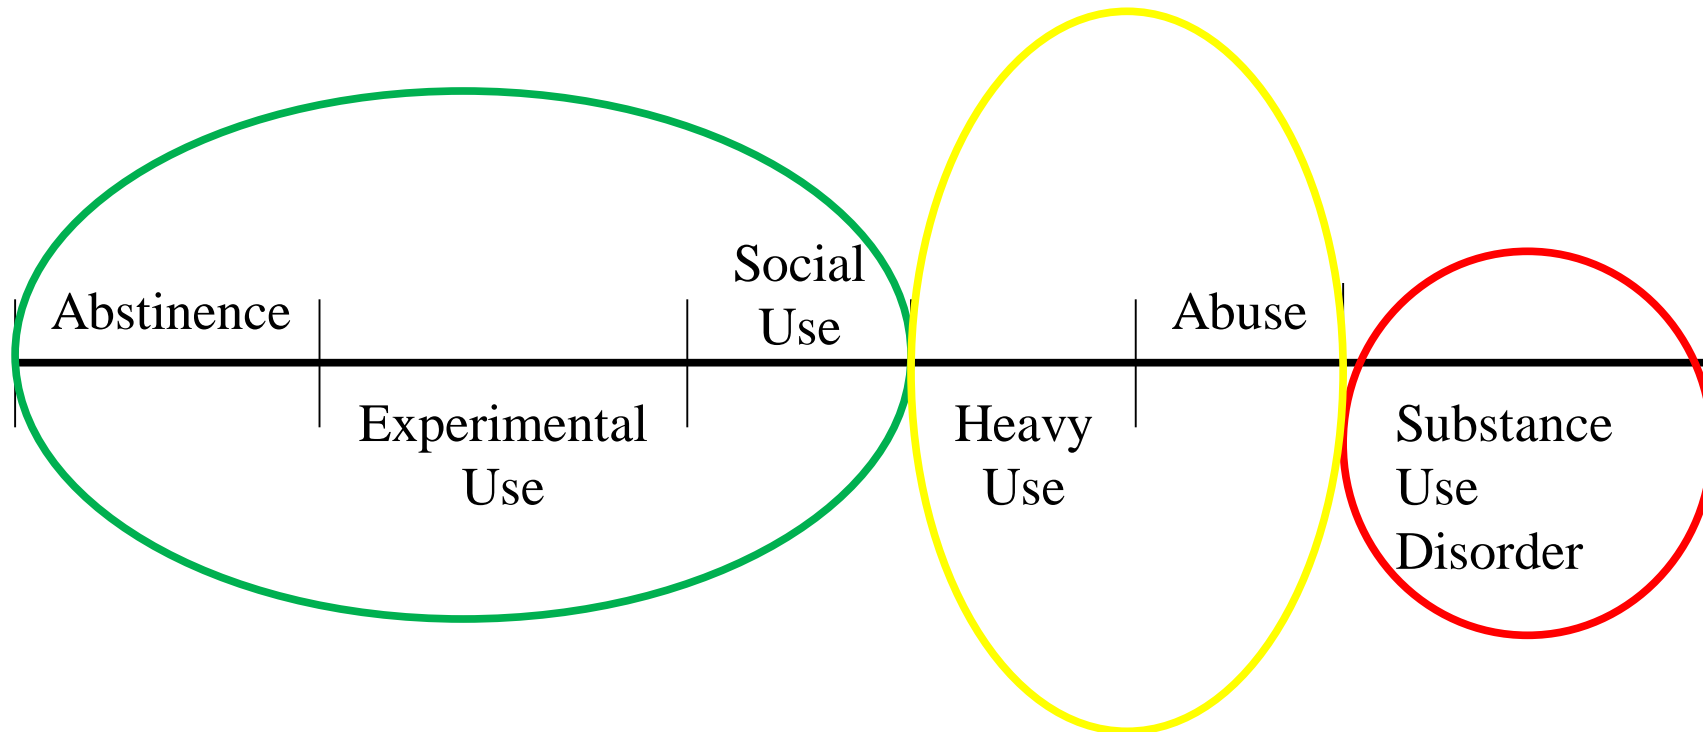 Abstinence
Experimental
Use
Social
Use
Heavy
Use
Abuse
Substance
Use
Disorder